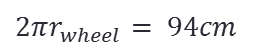 2πr_wheel = 94cm